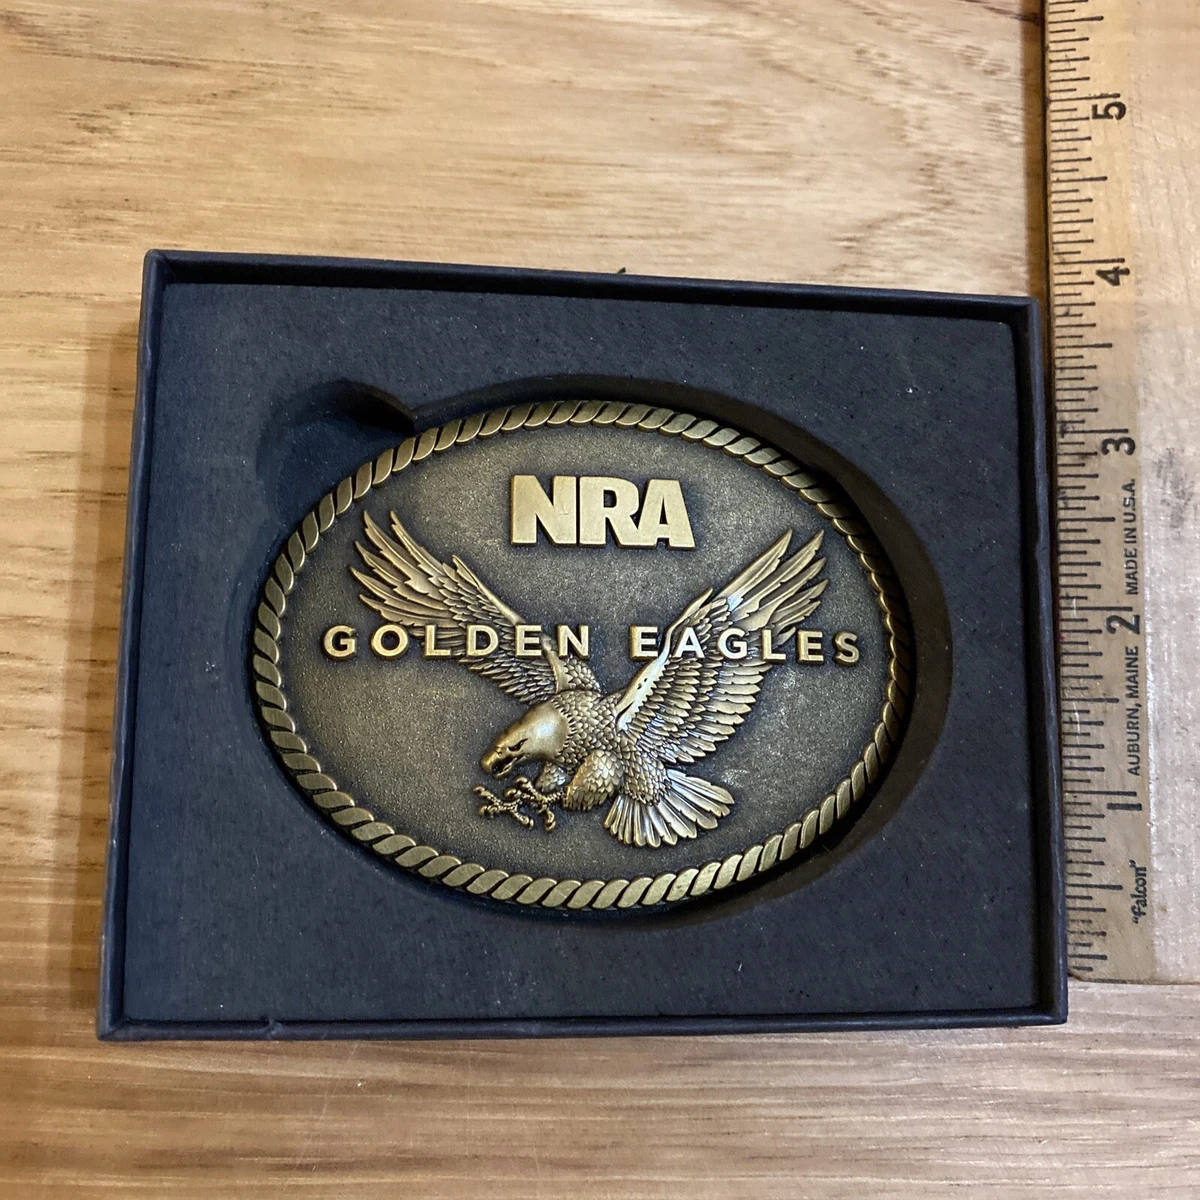 NRA
GOLDEN EAGLES
5
4
3
2
1
MADE IN U.S.A.
AUBURN, MAINE
"Falcon"